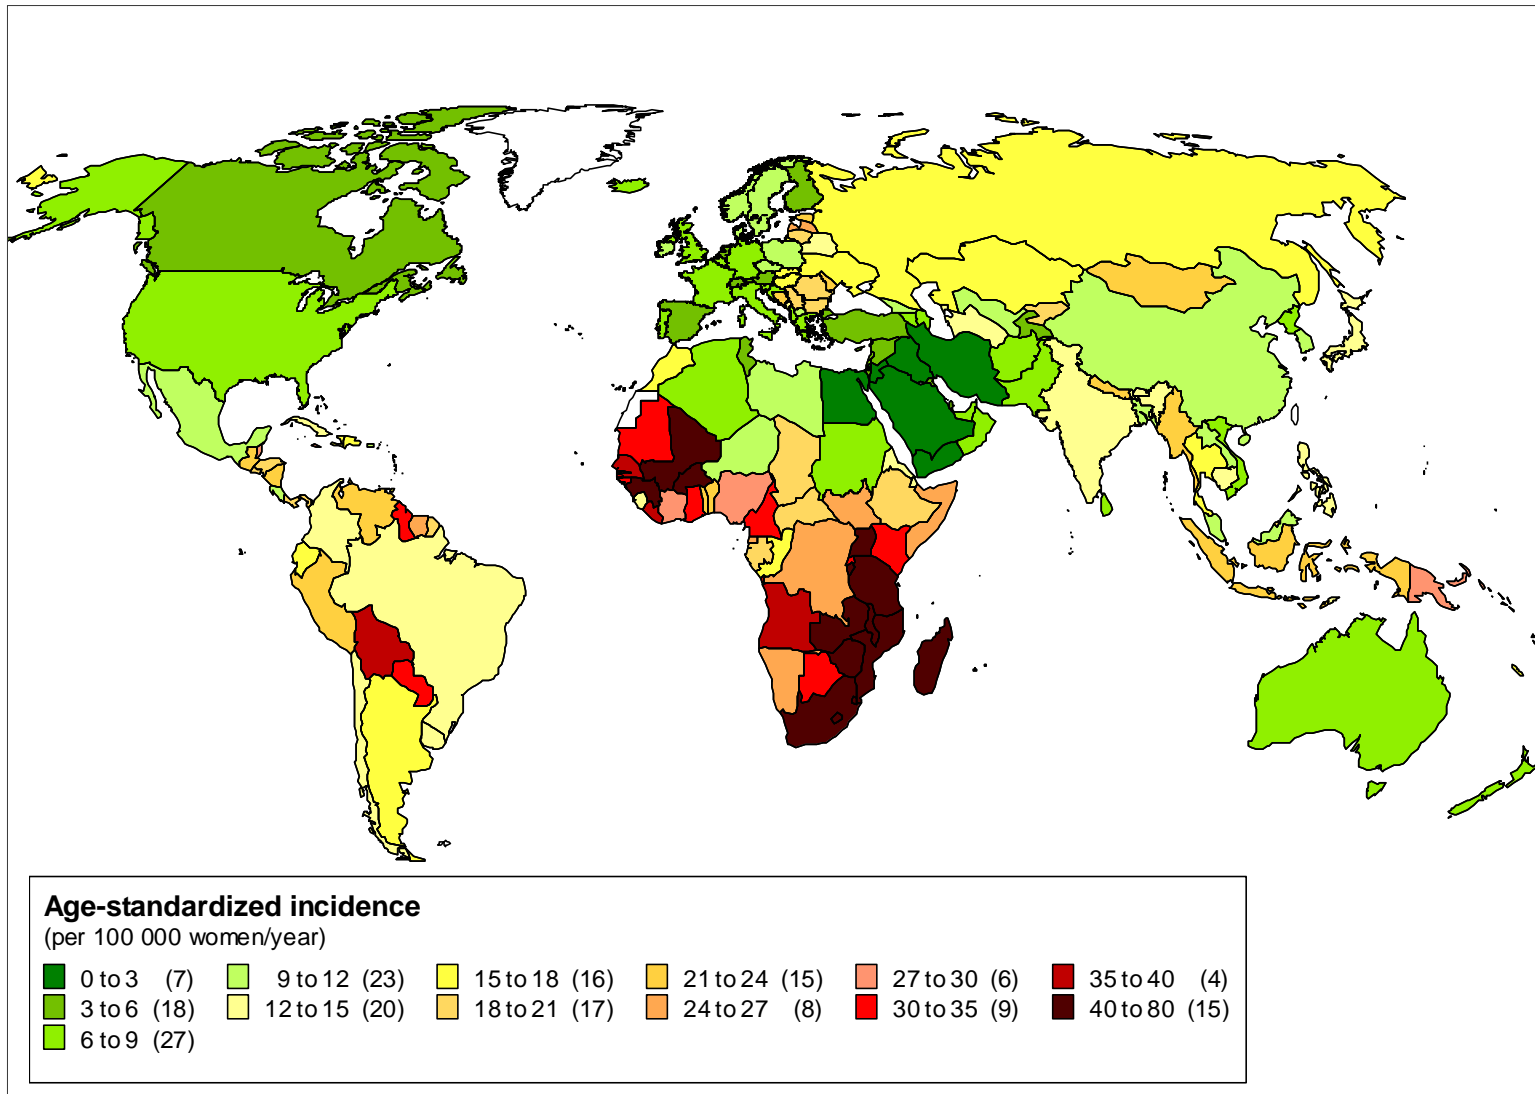 Age-standardized incidence
(per 100 000 women/year)
0 to 3 (7) 9 to 12 (23) 15 to 18 (16) 21 to 24 (15) 27 to 30 (6) 35 to 40 (4)
3 to 6 (18) 12 to 15 (20) 18 to 21 (17) 24 to 27 (8) 30 to 35 (9) 40 to 80 (15)
6 to 9 (27)